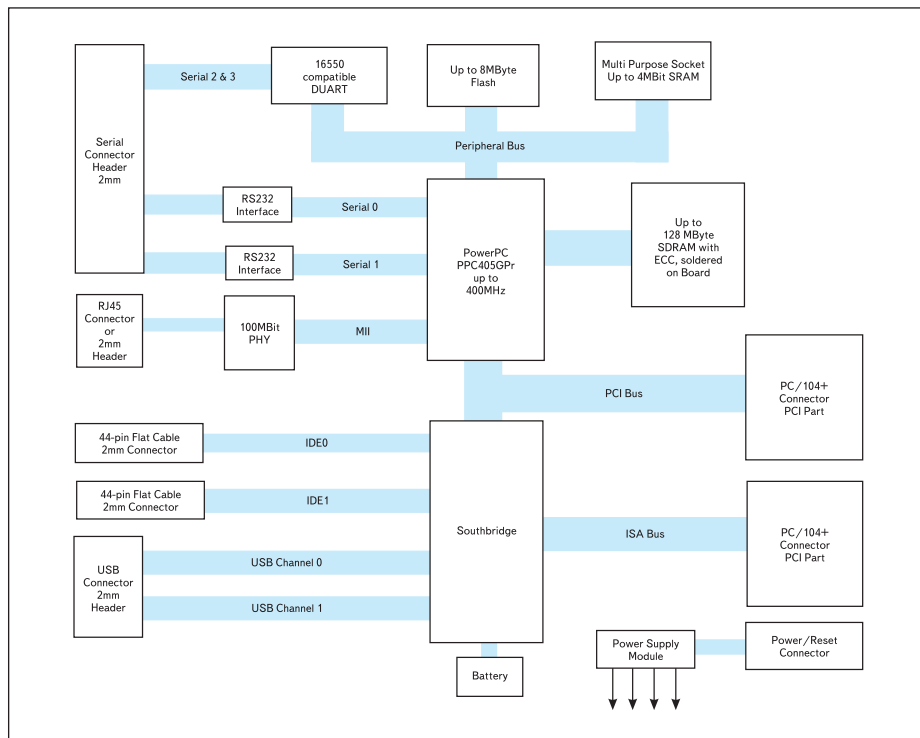 Serial 2 & 3
16550
compatible
DUART
Up to 8MByte
Flash
Multi Purpose Socket
Up to 4MBit SRAM
Peripheral Bus
Serial
Connector
Header
2mm
RS232
Interface
Serial 0
RS232
Interface
Serial 1
PowerPC
PPC405GPr
up to
400MHz
Up to
128 MByte
SDRAM with
ECC, soldered
on Board
RJ45
Connector
or
2mm
Header
100MBit
PHY
MII
PCI Bus
PC/104+
Connector
PCI Part
44-pin Flat Cable
2mm Connector
IDE0
44-pin Flat Cable
2mm Connector
IDE1
Southbridge
ISA Bus
PC/104+
Connector
PCI Part
USB
Connector
2mm
Header
USB Channel 0
USB Channel 1
Battery
Power Supply
Module
Power/Reset
Connector